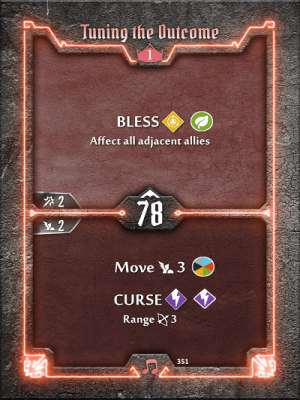 Tuning the Outcome
1
BLESS
Affect all adjacent allies
2
78
2
Move 3
CURSE
Range 3
351